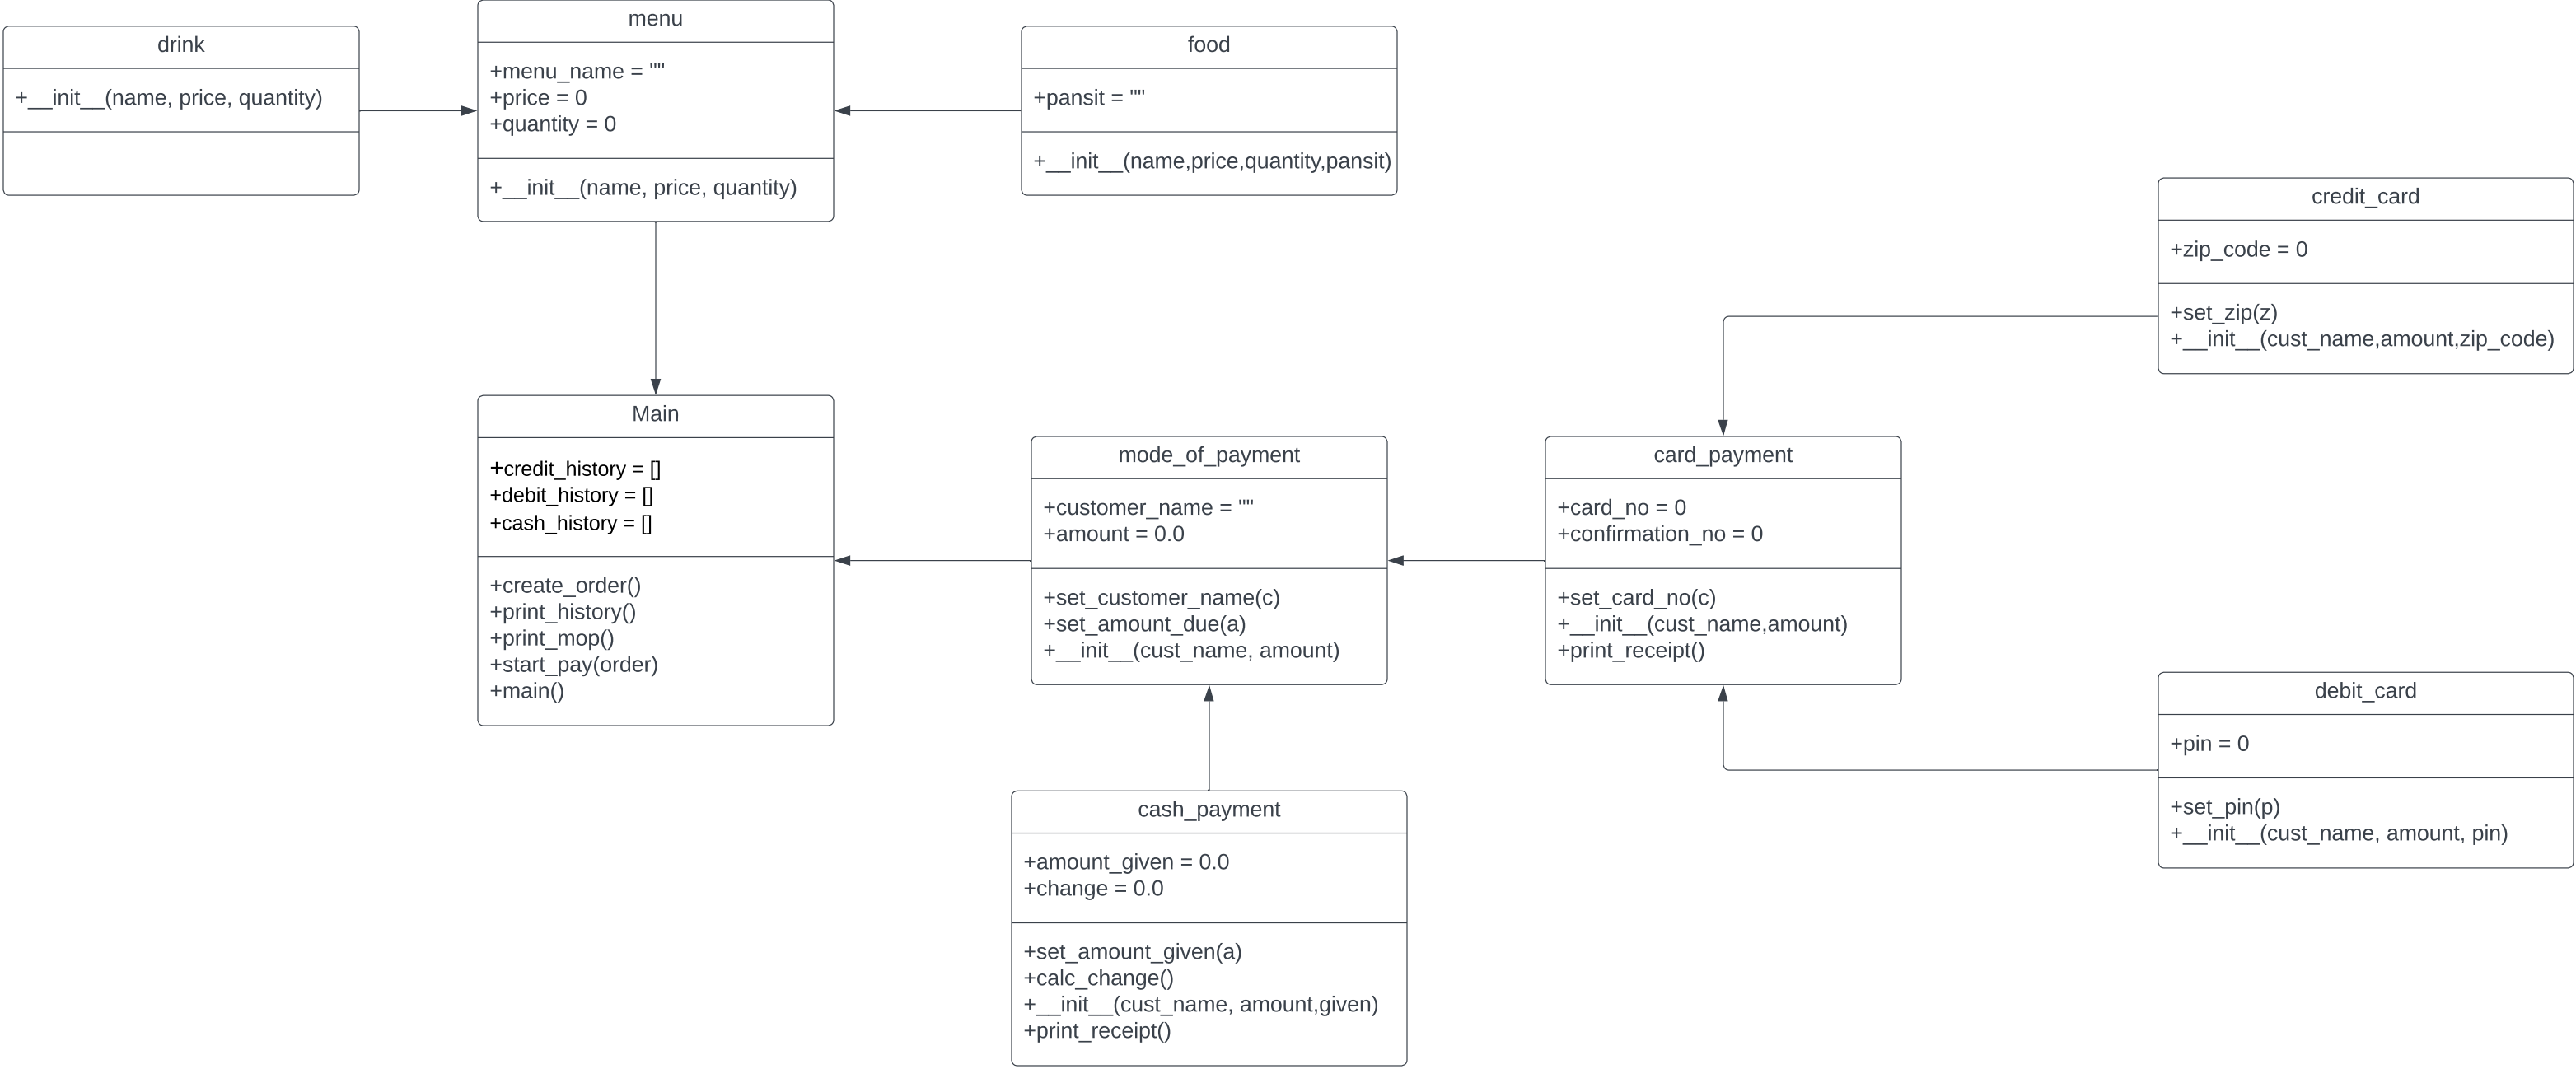 drink
+__init__(name, price, quantity)
menu
+menu_name = ""
+price = 0
+quantity = 0
+__init__(name, price, quantity)
food
+pansit = ""
+__init__(name,price,quantity,pansit)
credit_card
+zip_code = 0
+set_zip(z)
+__init__(cust_name,amount,zip_code)
Main
+credit_history = []
+debit_history = []
+cash_history = []
+create_order()
+print_history()
+print_mop()
+start_pay(order)
+main()
mode_of_payment
+customer_name = ""
+amount = 0.0
+set_customer_name(c)
+set_amount_due(a)
+__init__(cust_name, amount)
card_payment
+card_no = 0
+confirmation_no = 0
+set_card_no(c)
+__init__(cust_name,amount)
+print_receipt()
debit_card
+pin = 0
+set_pin(p)
+__init__(cust_name, amount, pin)
cash_payment
+amount_given = 0.0
+change = 0.0
+set_amount_given(a)
+calc_change()
+__init__(cust_name, amount,given)
+print_receipt()